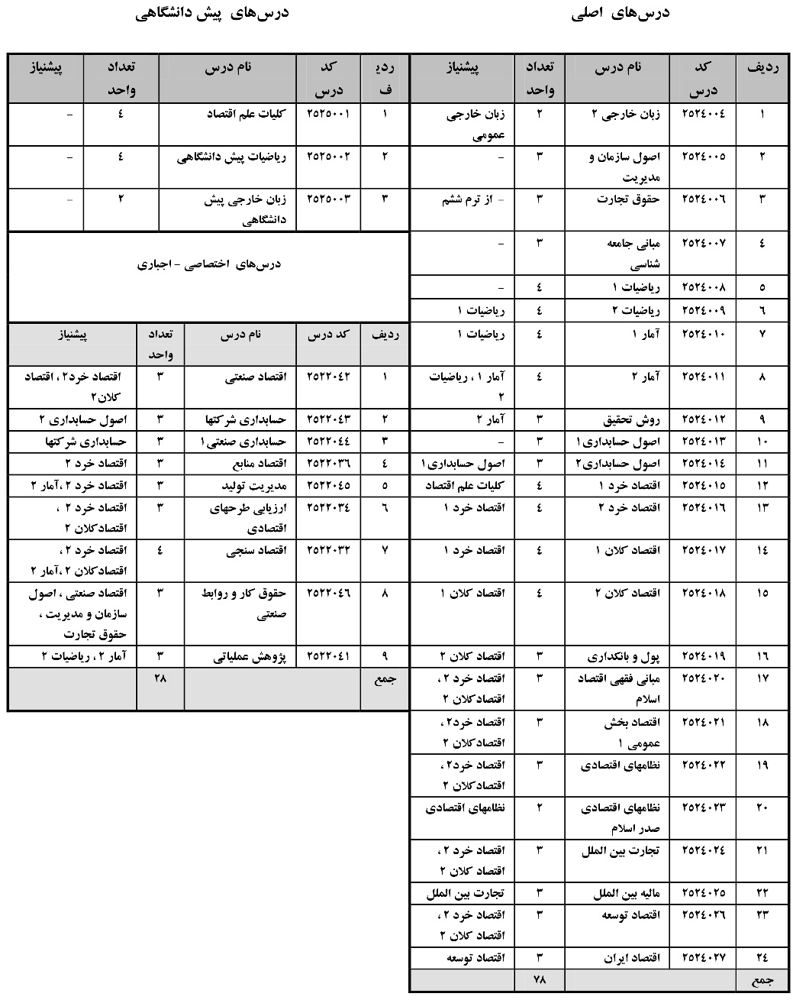 درس‌های اصلی
ردیف کد نام درس تعداد پیشنیاز
درس واحد
۱ ۲۵۲٤۰۰٤ زبان خارجی ۲ ۲ زبان خارجی
عمومی
۲ ۲۵۲٤۰۰۵ اصول سازمان و ۳ -
مدیریت
۳ ۲۵۲٤۰۰٦ حقوق تجارت ۳ - از ترم ششم
٤ ۲۵۲٤۰۰۷ مبانی جامعه ۳ -
شناسی
۵ ۲۵۲٤۰۰۸ ریاضیات ۱ ٤ -
٦ ۲۵۲٤۰۰۹ ریاضیات ۲ ٤ ریاضیات ۱
۷ ۲۵۲٤۰۱۰ آمار ۱ ٤ ریاضیات ۱
۸ ۲۵۲٤۰۱۱ آمار ۲ ٤ آمار ۱ ، ریاضیات
۲
۹ ۲۵۲٤۰۱۲ روش تحقیق ۳ آمار ۲
۱۰ ۲۵۲٤۰۱۳ اصول حسابداری۱ ۳ -
۱۱ ۲۵۲٤۰۱٤ اصول حسابداری۲ ۳ اصول حسابداری۱
۱۲ ۲۵۲٤۰۱۵ اقتصاد خرد ۱ ٤ کلیات علم اقتصاد
۱۳ ۲۵۲٤۰۱٦ اقتصاد خرد ۲ ٤ اقتصاد خرد ۱
۱٤ ۲۵۲٤۰۱۷ اقتصاد کلان ۱ ٤ اقتصاد خرد ۱
۱۵ ۲۵۲٤۰۱۸ اقتصاد کلان ۲ ٤ اقتصاد کلان ۱
۱٦ ۲۵۲٤۰۱۹ پول و بانکداری ۳ اقتصاد کلان ۲
۱۷ ۲۵۲٤۰۲۰ مبانی فقهی اقتصاد ۳ اقتصاد خرد ۲ ،
اسلام اقتصادکلان ۲
۱۸ ۲۵۲٤۰۲۱ اقتصاد بخش ۳ اقتصاد خرد۲ ،
عمومی ۱ اقتصادکلان ۲
۱۹ ۲۵۲٤۰۲۲ نظامهای اقتصادی ۳ اقتصاد خرد۲ ،
اقتصادکلان ۲
۲۰ ۲۵۲٤۰۲۳ نظامهای اقتصادی ۲ نظامهای اقتصادی
صدر اسلام
۲۱ ۲۵۲٤۰۲٤ تجارت بین الملل ۳ اقتصاد خرد ۲ ،
اقتصاد کلان ۲
۲۲ ۲۵۲٤۰۲۵ مالیه بین الملل ۳ تجارت بین الملل
۲۳ ۲۵۲٤۰۲٦ اقتصاد توسعه ۳ اقتصاد خرد ۲ ،
اقتصاد کلان ۲
۲٤ ۲۵۲٤۰۲۷ اقتصاد ایران ۳ اقتصاد توسعه
جمع ۷۸
درس‌های پیش دانشگاهی
ردی کد نام درس تعداد پیشنیاز
ف درس واحد
۱ ۲۵۲۵۰۰۱ کلیات علم اقتصاد ٤ -
۲ ۲۵۲۵۰۰۲ ریاضیات پیش دانشگاهی ٤ -
۳ ۲۵۲۵۰۰۳ زبان خارجی پیش ۲ -
دانشگاهی
درس‌های اختصاصی - اجباری
ردیف کد درس نام درس تعداد پیشنیاز
واحد
۱ ۲۵۲۲۰٤۲ اقتصاد صنعتی ۳ اقتصاد خرد۲ ، اقتصاد
کلان۲
۲ ۲۵۲۲۰٤۳ حسابداری شرکتها ۳ اصول حسابداری ۲
۳ ۲۵۲۲۰٤٤ حسابداری صنعتی۱ ۳ حسابداری شرکتها
٤ ۲۵۲۲۰۳٦ اقتصاد منابع ۳ اقتصاد خرد ۲
۵ ۲۵۲۲۰٤۵ مدیریت تولید ۳ اقتصاد خرد ۲ ،آمار ۲
٦ ۲۵۲۲۰۳٤ ارزیابی طرحهای ۳ اقتصاد خرد ۲ ،
اقتصادی اقتصادکلان ۲
۷ ۲۵۲۲۰۳۲ اقتصاد سنجی ٤ اقتصاد خرد ۲ ،
اقتصادکلان ۲ ،آمار ۲
۸ ۲۵۲۲۰٤٦ حقوق کار و روابط ۳ اقتصاد صنعتی ، اصول
صنعتی سازمان و مدیریت ،
حقوق تجارت
۹ ۲۵۲۲۰٤۱ پژوهش عملیاتی ۳ آمار ۲ ، ریاضیات ۲
جمع ۲۸